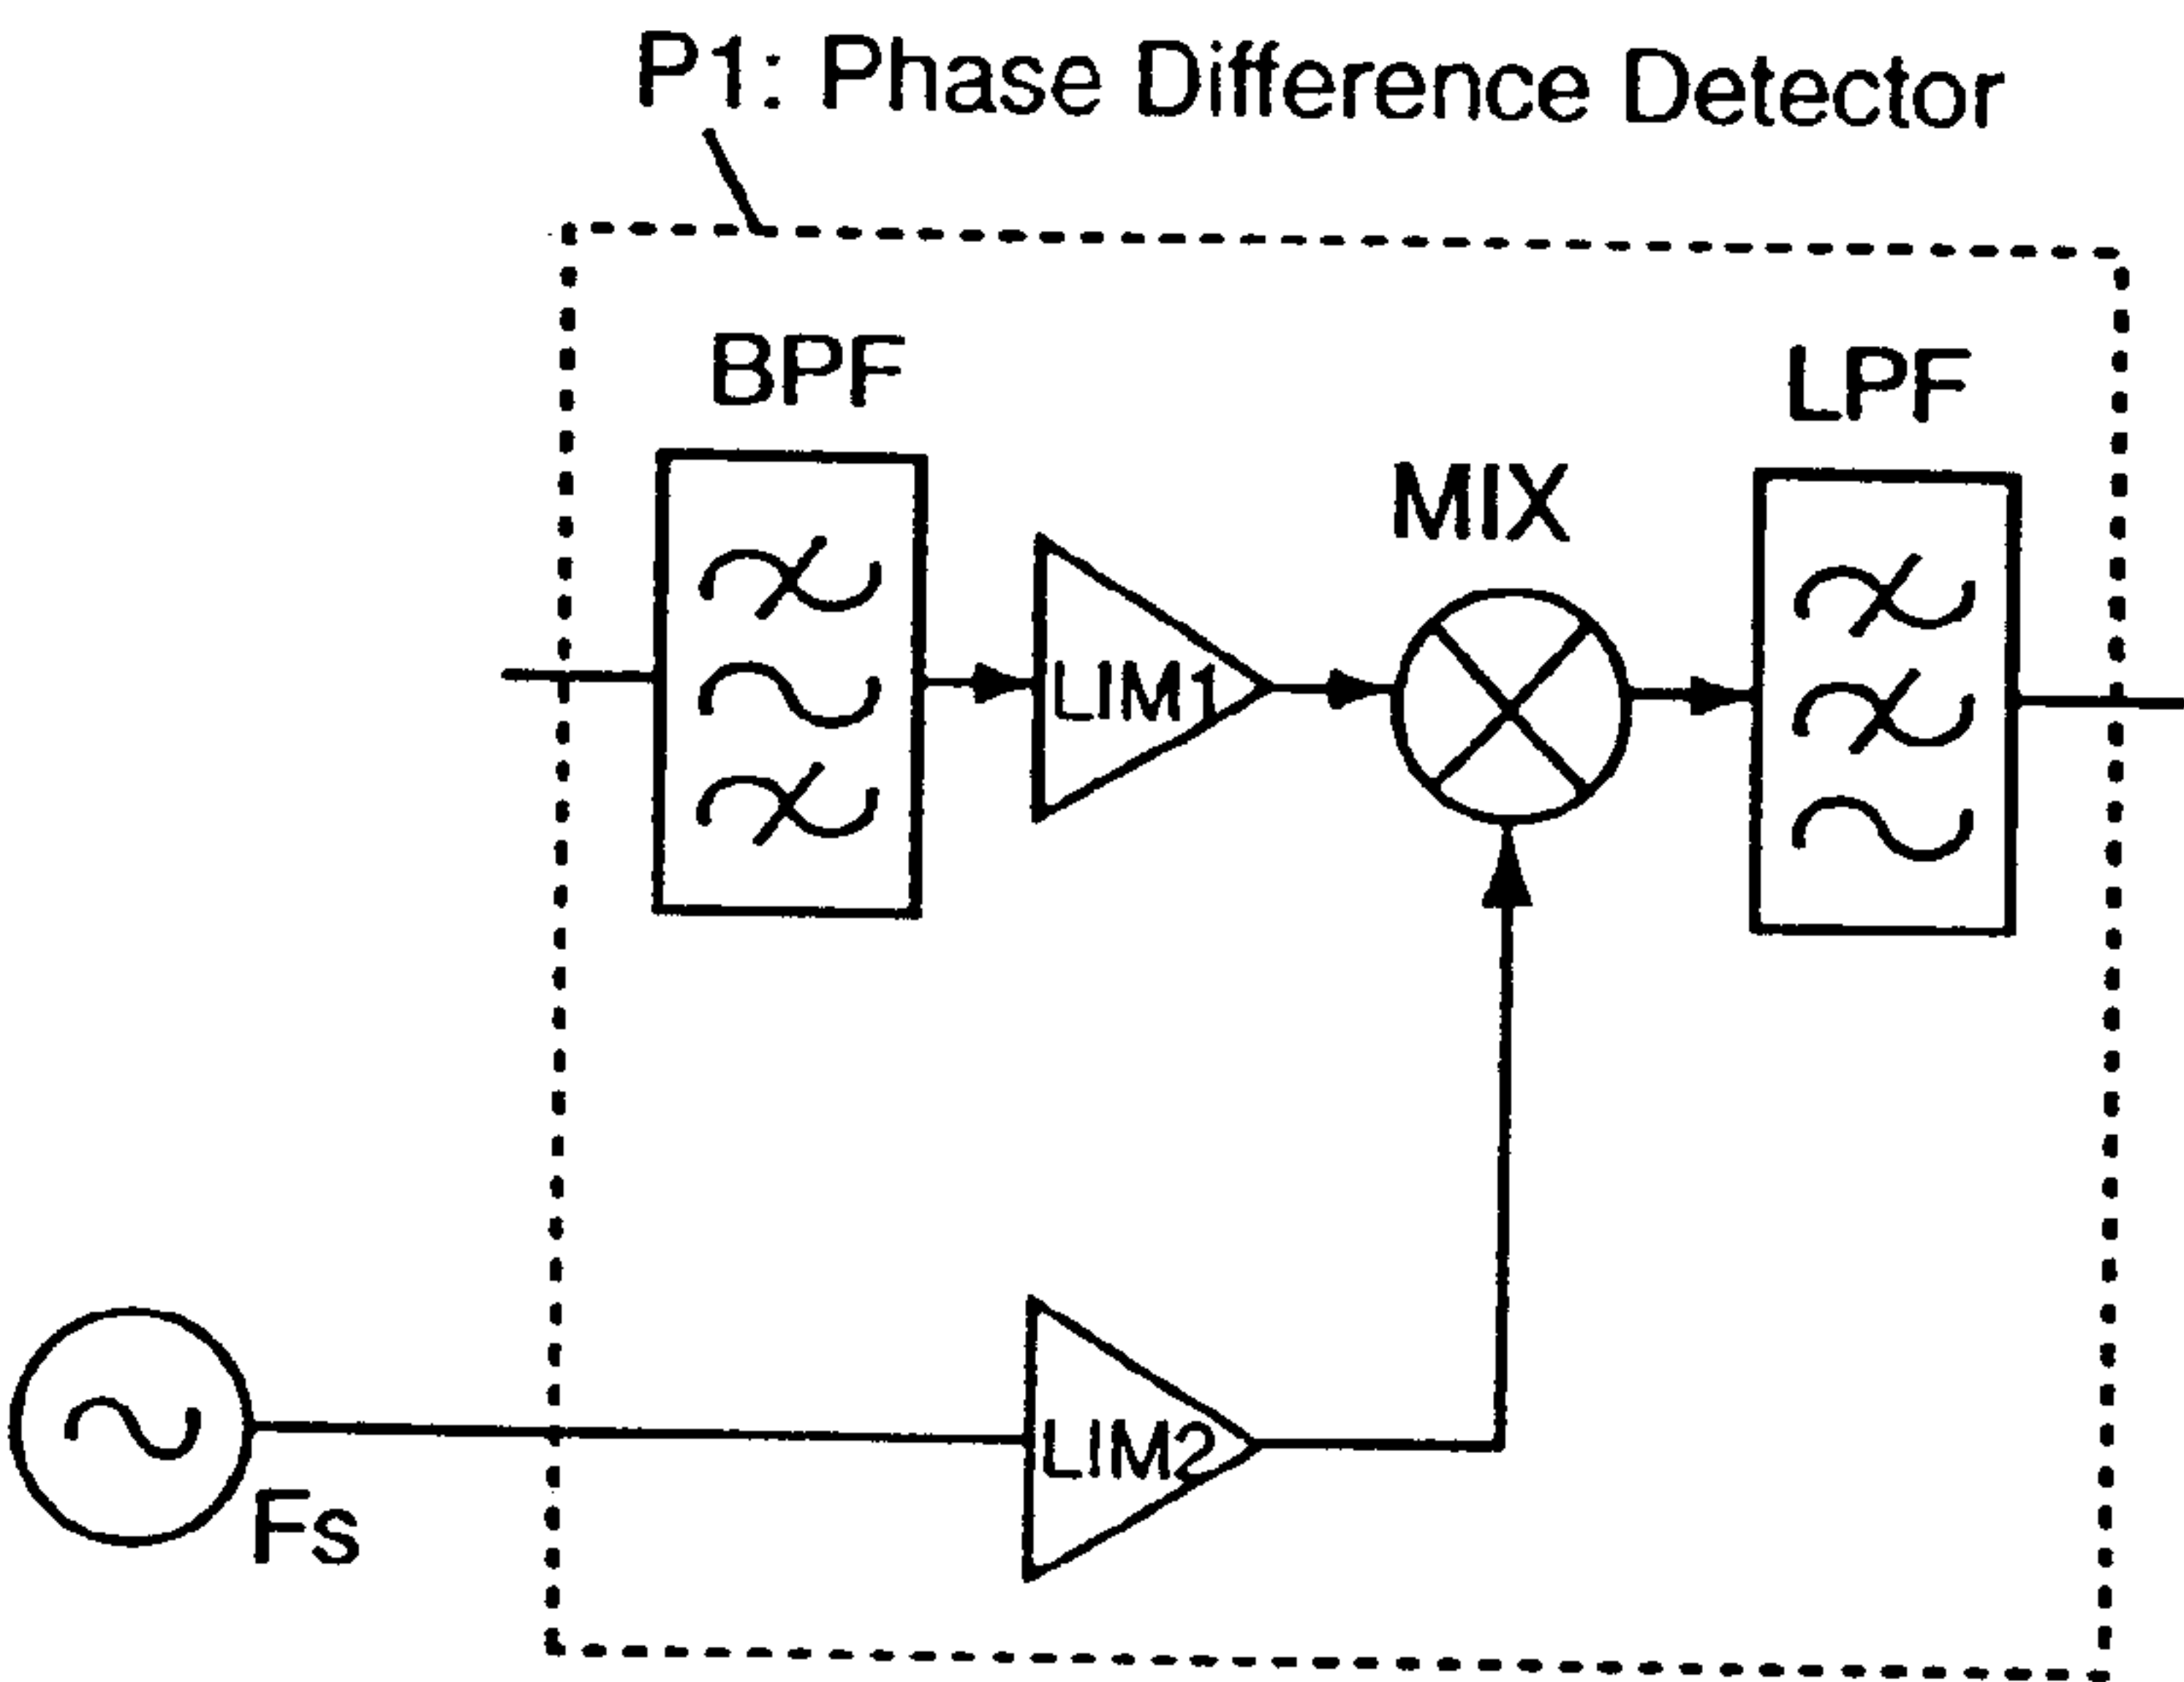 P1: Phase Difference Detector
BPF
LPF
MIX
LIM1
LIM2
Fs